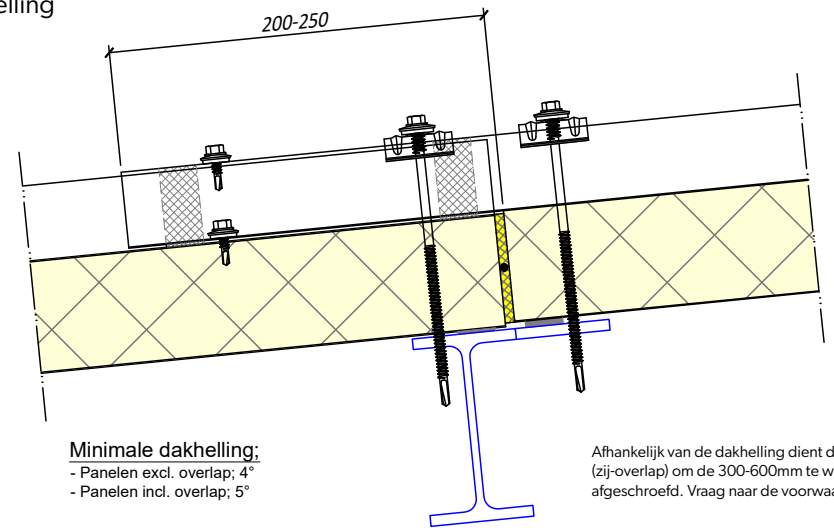 elling
200-250
Minimale dakhelling;
- Panelen excl. overlap; 4°
- Panelen incl. overlap; 5°
Afhankelijk van de dakhelling dient d
(zij-overlap) om de 300-600mm te w
afgeschroefd. Vraag naar de voorwaa